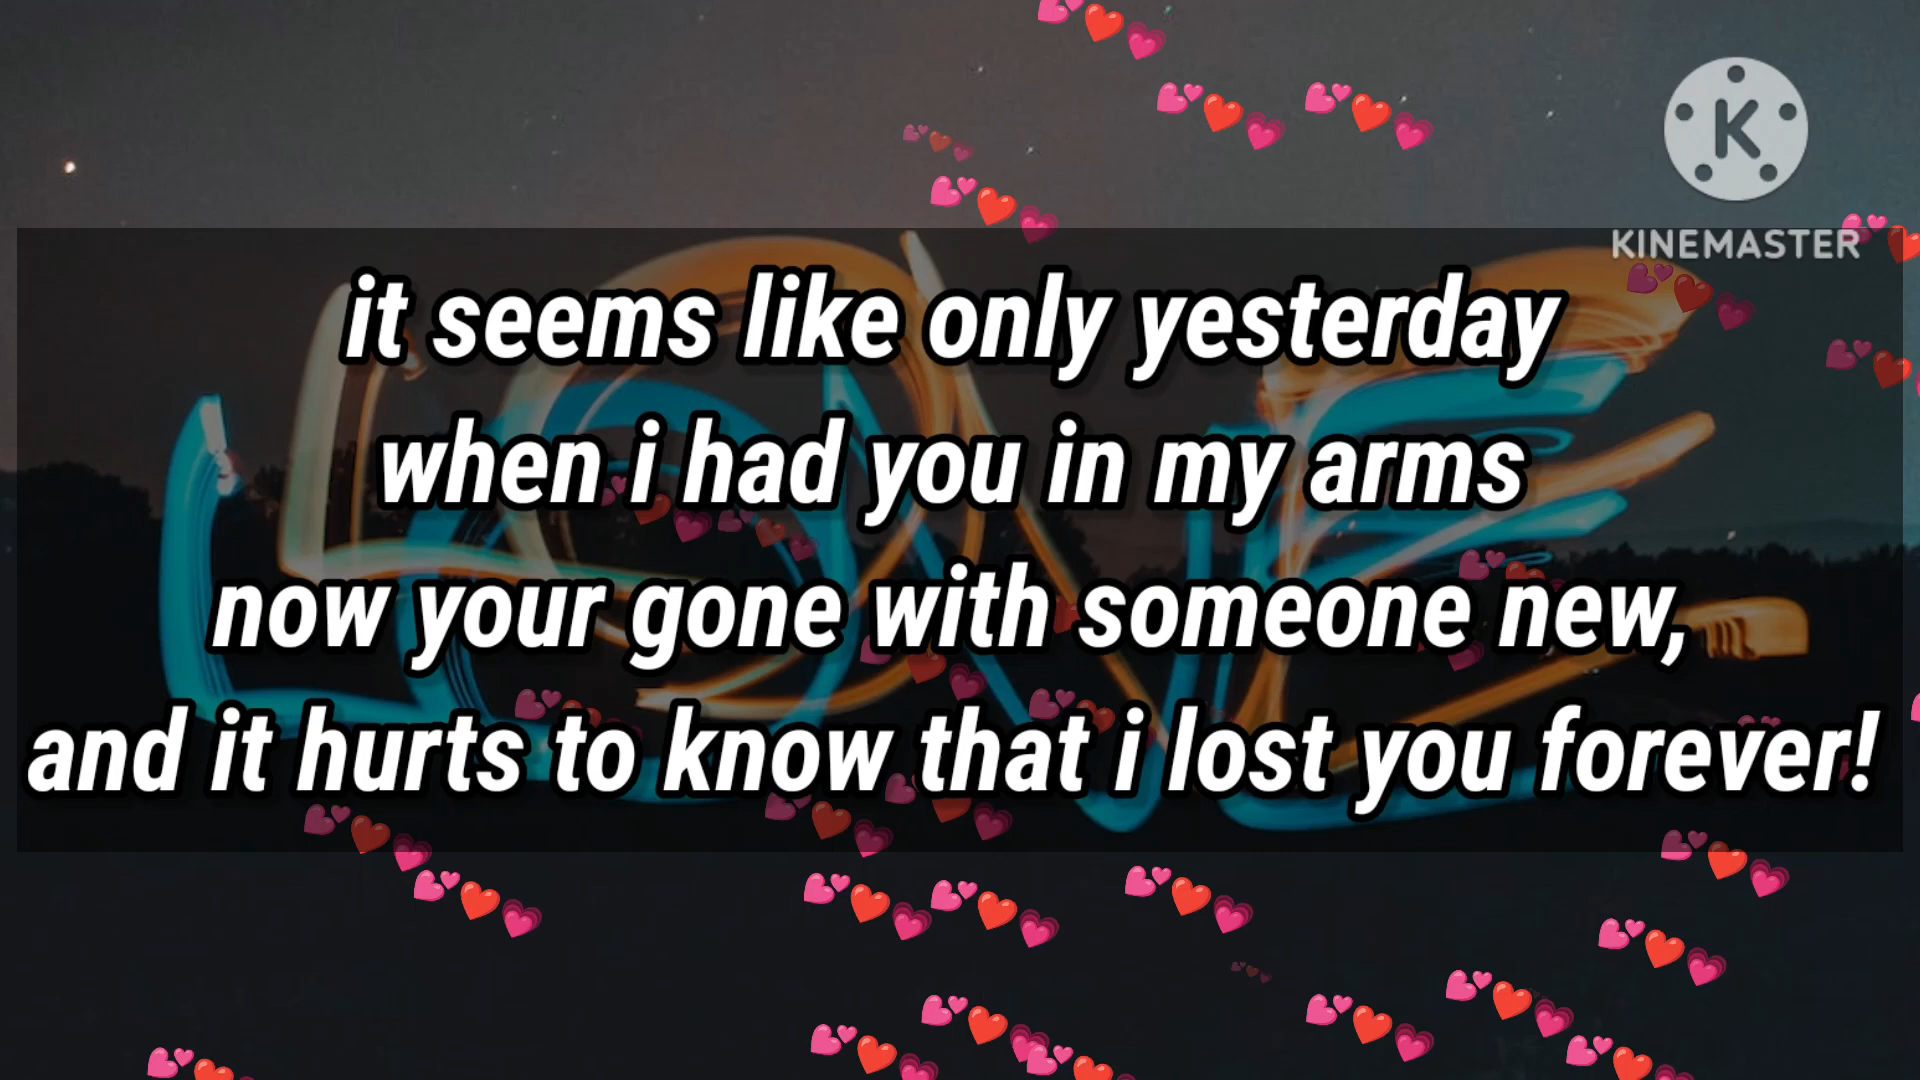 K
KINEMASTER
it seems like only yesterday
when i had you in my arms
now your gone with someone new,
and it hurts to know that i lost you forever!
LOVE